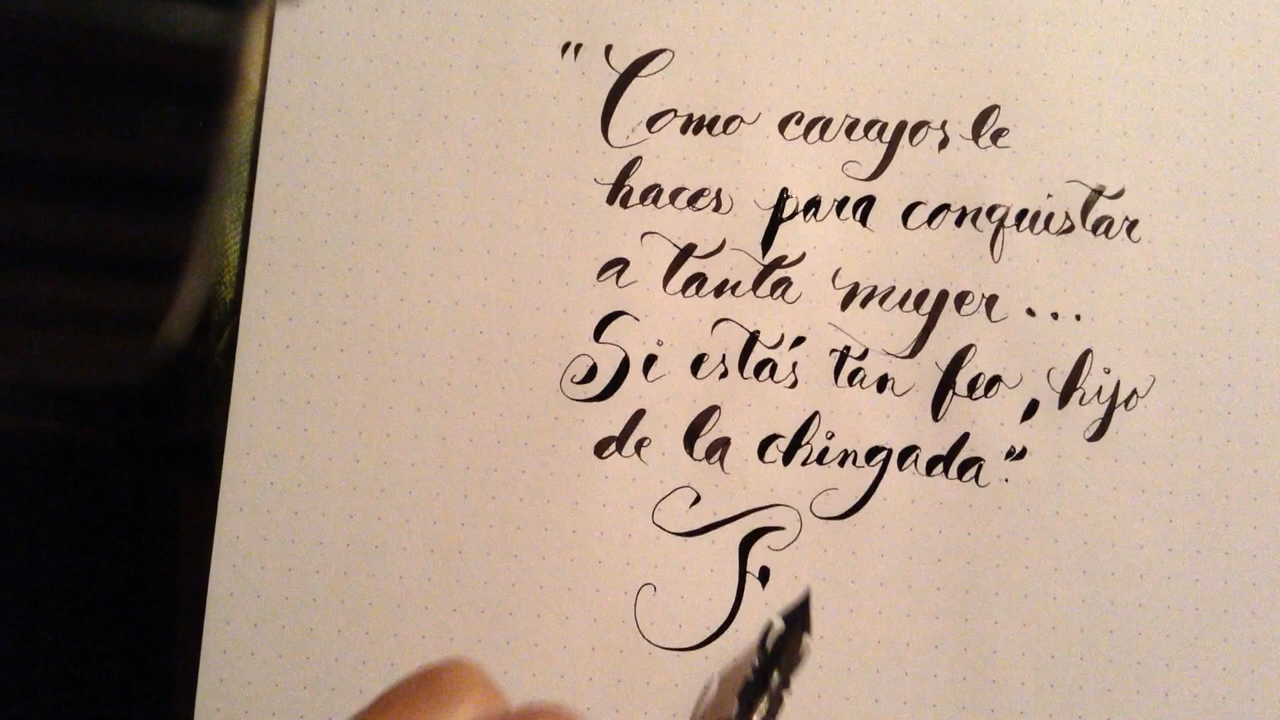 "Como carajos le
haces para conquistar
a tanta mujer...
Si estás tan feo, hijo
de la chingada."
F